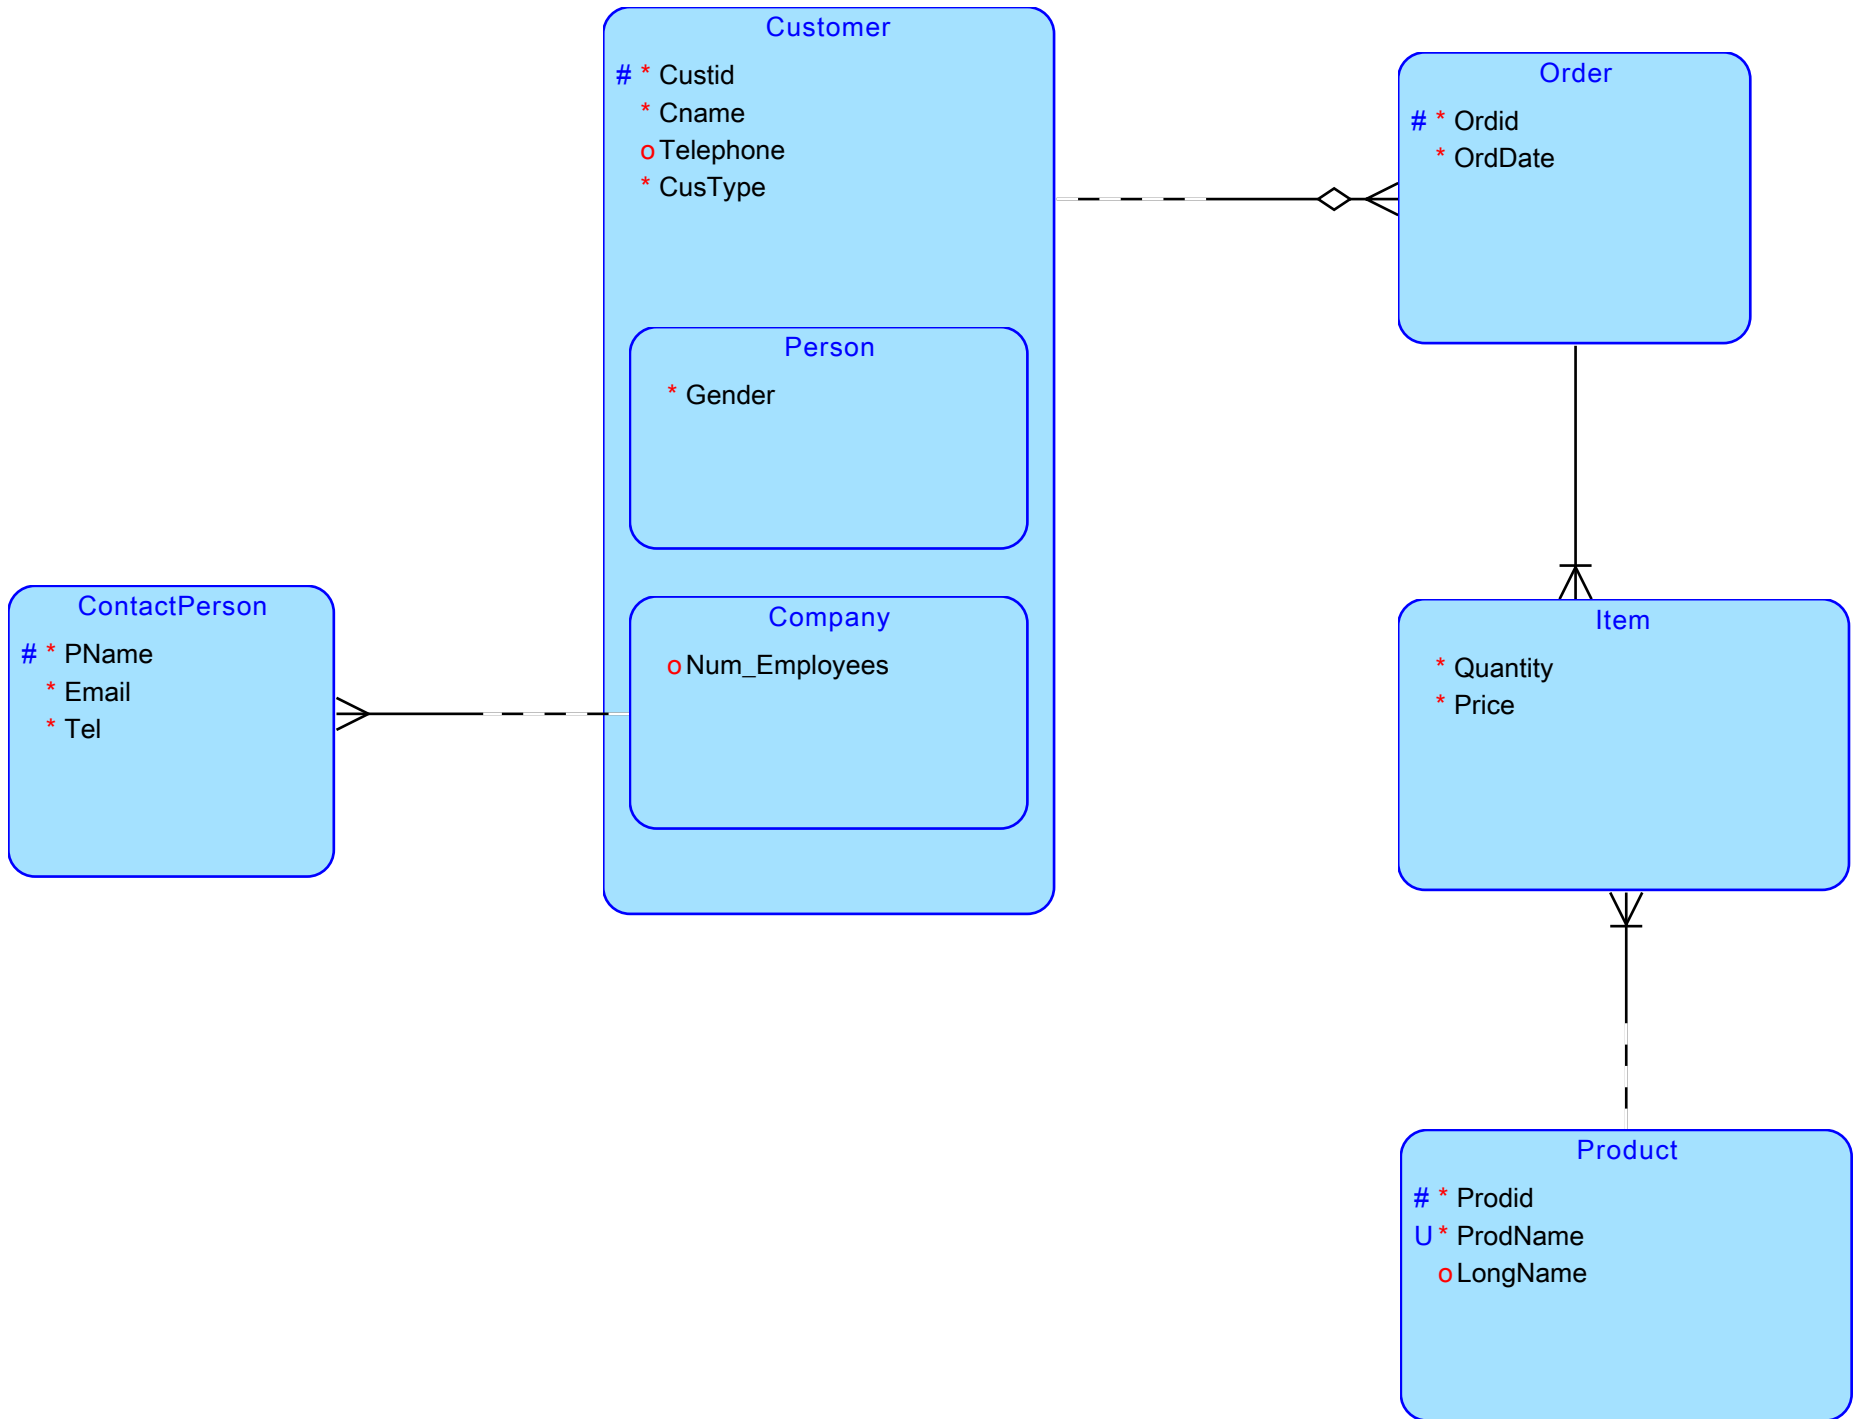 Customer
# * Custid
* Cname
o Telephone
* CusType
Person
* Gender
Company
o Num_Employees
ContactPerson
# * PName
* Email
* Tel
Order
# * Ordid
* OrdDate
Item
* Quantity
* Price
Product
# * Prodid
U * ProdName
o LongName